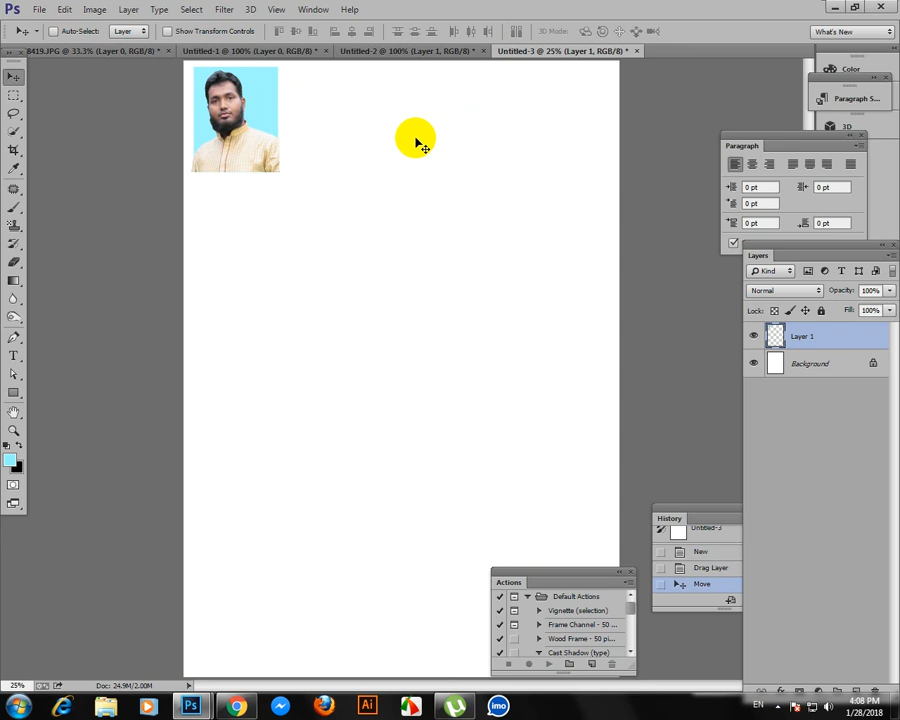 Ps File Edit Image Layer Type Select Filter 3D View Window Help
Auto-Select: Layer Show Transform Controls 3D Mode: What's New
8419.JPG @ 33.3% (Layer 0, RGB/8) * × Untitled-1 @ 100% (Layer 0, RGB/8) * × Untitled-2 @ 100% (Layer 1, RGB/8) * × Untitled-3 @ 25% (Layer 1, RGB/8) * ×
Color
Paragraph S...
3D
Paragraph
0 pt 0 pt
0 pt
0 pt 0 pt
Layers
Kind
Normal Opacity: 100%
Lock: Fill: 100%
Layer 1
Background
History
Untitled-3
New
Drag Layer
Move
Actions
Default Actions
Vignette (selection)
Frame Channel - 50 ...
Wood Frame - 50 pi...
Cast Shadow (type)
25% Doc: 24.9M/2.00M
Ps Ai imo EN 4:08 PM
1/28/2018